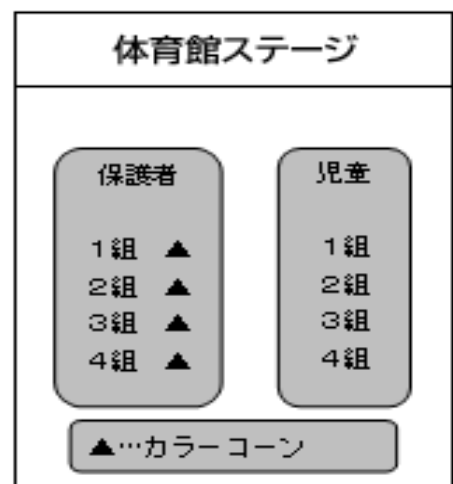 体育館ステージ
保護者
1組 ▲
2組 ▲
3組 ▲
4組 ▲
児童
1組
2組
3組
4組
▲…カラーコーン